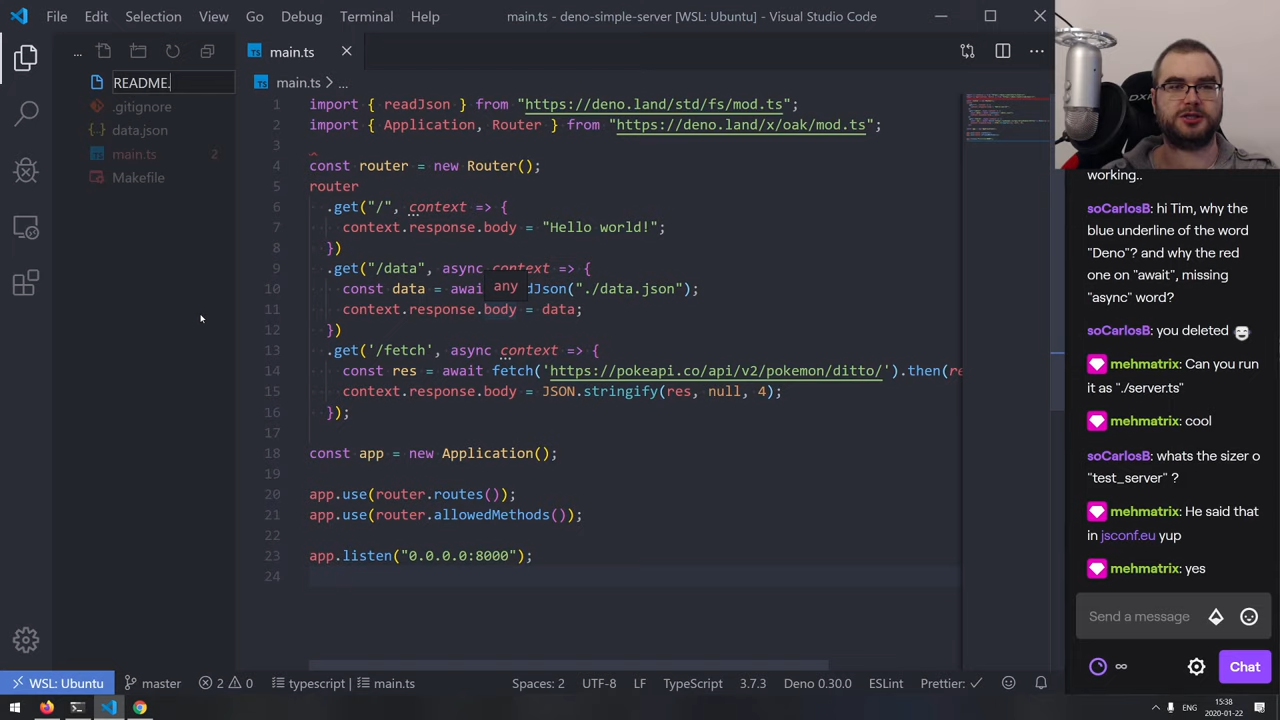 File Edit Selection View Go Debug Terminal Help
main.ts - deno-simple-server [WSL: Ubuntu] - Visual Studio Code
...
README.
.gitignore
data.json
main.ts 2
Makefile
TS main.ts
TS main.ts > ...
1 import { readJson } from "https://deno.land/std/fs/mod.ts";
2 import { Application, Router } from "https://deno.land/x/oak/mod.ts";
3
4 const router = new Router();
5 router
6 .get("/", context => {
7 context.response.body = "Hello world!";
8 })
9 .get("/data", async context => {
any
10 const data = awai dJson("./data.json");
11 context.response.body = data;
12 })
13 .get('/fetch', async context => {
14 const res = await fetch('https://pokeapi.co/api/v2/pokemon/ditto/').then(re
15 context.response.body = JSON.stringify(res, null, 4);
16 });
17
18 const app = new Application();
19
20 app.use(router.routes());
21 app.use(router.allowedMethods());
22
23 app.listen("0.0.0.0:8000");
24
working..
soCarlosB: hi Tim, why the
blue underline of the word
"Deno"? and why the red
one on "await", missing
"async" word?
soCarlosB: you deleted
mehmatrix: Can you run
it as "./server.ts"
mehmatrix: cool
soCarlosB: whats the sizer o
"test_server" ?
mehmatrix: He said that
in jsconf.eu yup
mehmatrix: yes
Send a message
∞
Chat
WSL: Ubuntu master 2 0 typescript | main.ts Spaces: 2 UTF-8 LF TypeScript 3.7.3 Deno 0.30.0 ESLint Prettier: ✓
ENG
15:38
2020-01-22